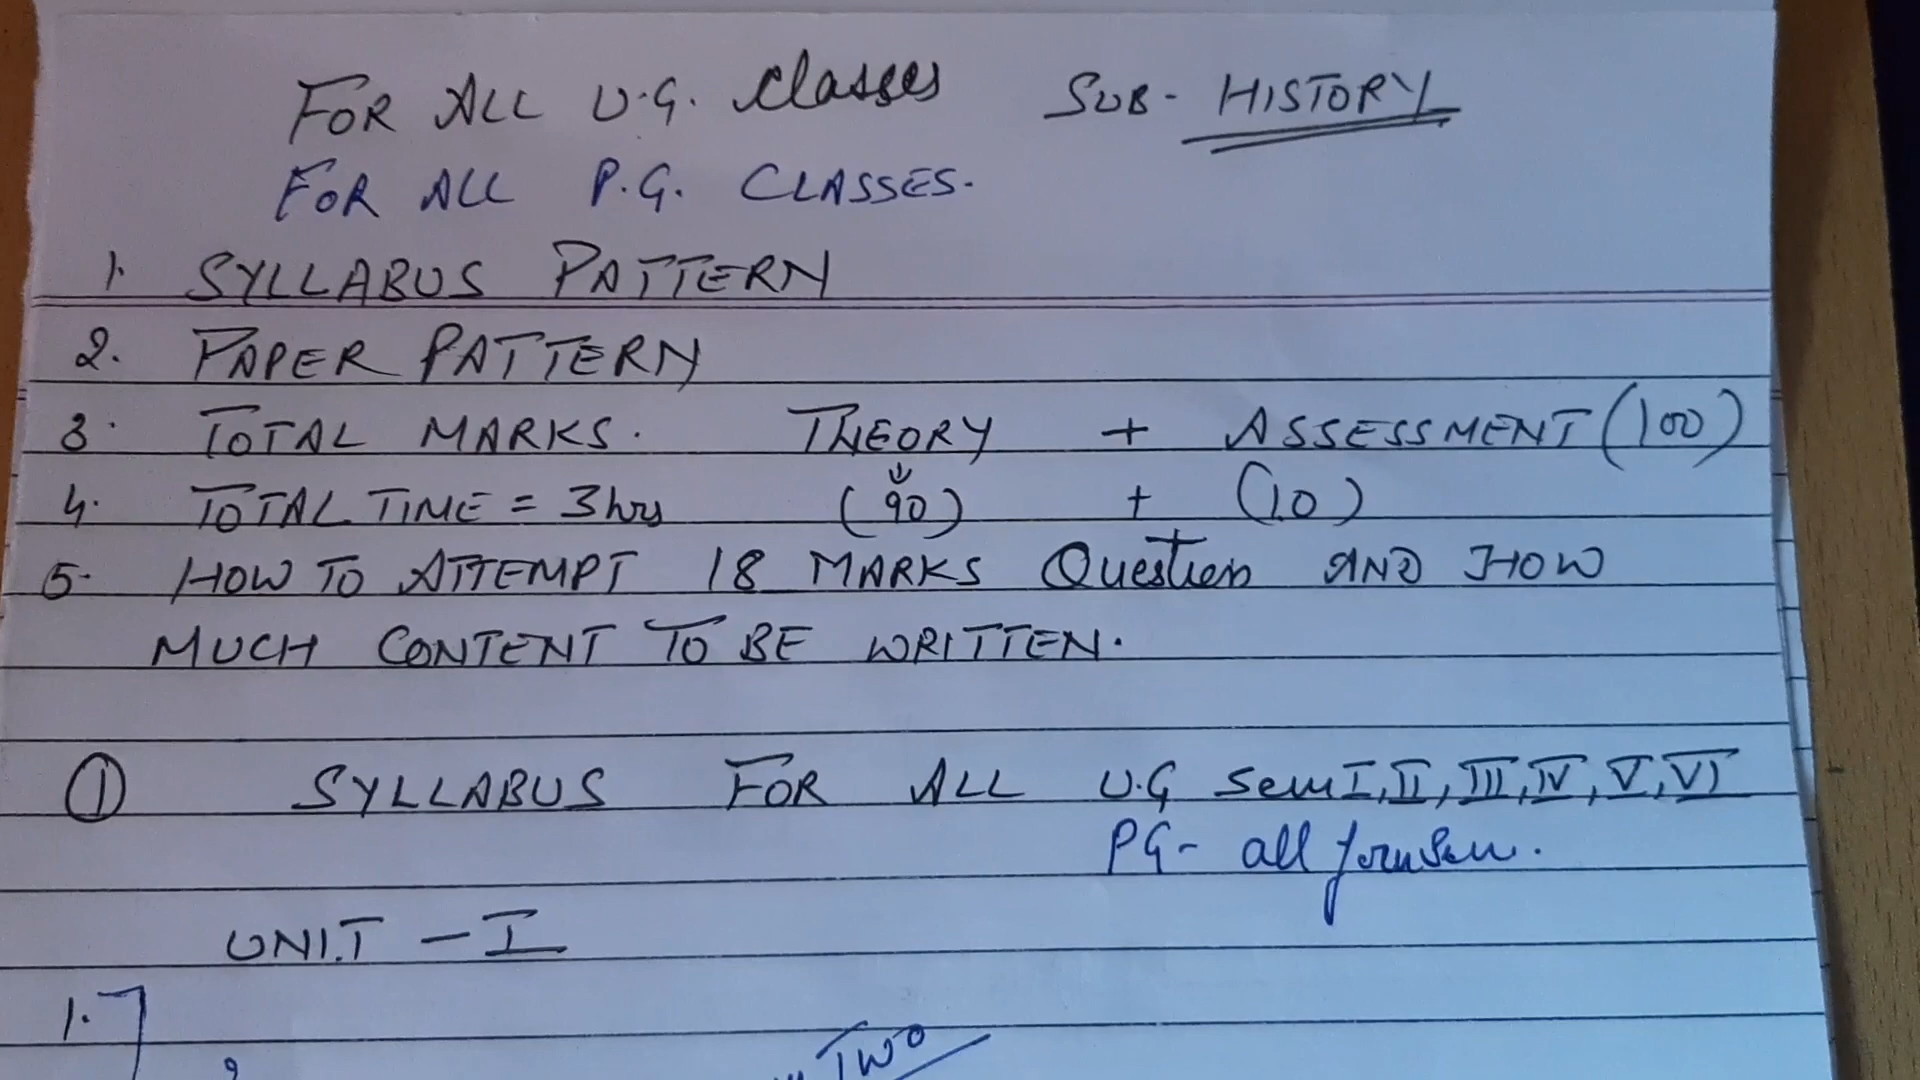 FOR ALL U.G. Classes SUB- HISTORY
FOR ALL P.G. CLASSES.
1. SYLLABUS PATTERN
2. PAPER PATTERN
3. TOTAL MARKS. THEORY + ASSESSMENT (100)
4. TOTAL TIME = 3hrs (90) + (10)
5. HOW TO ATTEMPT 18 MARKS Question AND HOW
MUCH CONTENT TO BE WRITTEN.
① SYLLABUS FOR ALL U.G Sem I, II, III, IV, V, VI
PG- all four Sem.
UNIT - I
1.
Two